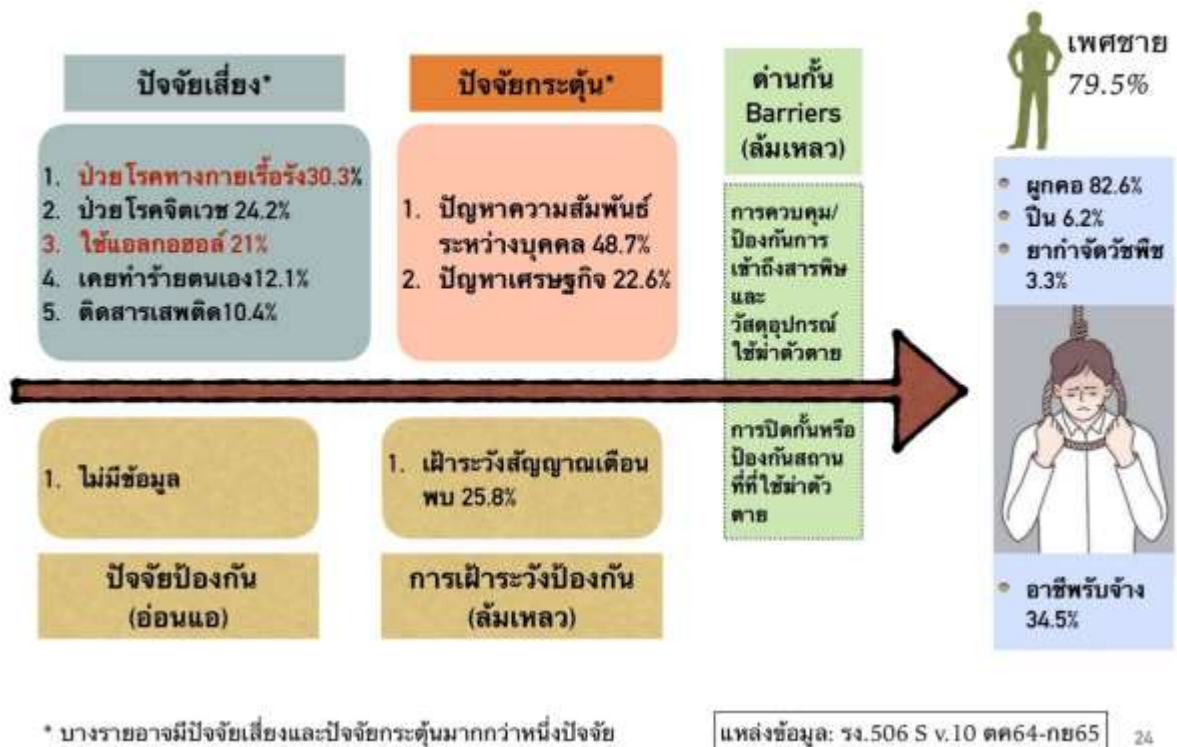 ปัจจัยเสี่ยง*
1. ป่วยโรคทางกายเรื้อรัง30.3%
2. ป่วยโรคจิตเวช 24.2%
3. ใช้แอลกอฮอล์ 21%
4. เคยทำร้ายตนเอง12.1%
5. ติดสารเสพติด10.4%
ปัจจัยกระตุ้น*
1. ปัญหาความสัมพันธ์
ระหว่างบุคคล 48.7%
2. ปัญหาเศรษฐกิจ 22.6%
ด่านกั้น
Barriers
(ล้มเหลว)
การควบคุม/
ป้องกันการ
เข้าถึงสารพิษ
และ
วัสดุอุปกรณ์
ใช้ฆ่าตัวตาย
การปิดกั้นหรือ
ป้องกันสถาน
ที่ที่ใช้ฆ่าตัว
ตาย
เพศชาย
79.5%
• ผูกคอ 82.6%
• ปืน 6.2%
• ยากำจัดวัชพืช
3.3%
• อาชีพรับจ้าง
34.5%
1. ไม่มีข้อมูล
ปัจจัยป้องกัน
(อ่อนแอ)
1. เฝ้าระวังสัญญาณเตือน
พบ 25.8%
การเฝ้าระวังป้องกัน
(ล้มเหลว)
* บางรายอาจมีปัจจัยเสี่ยงและปัจจัยกระตุ้นมากกว่าหนึ่งปัจจัย
แหล่งข้อมูล: รง.506 S v.10 ตค64-กย65
24